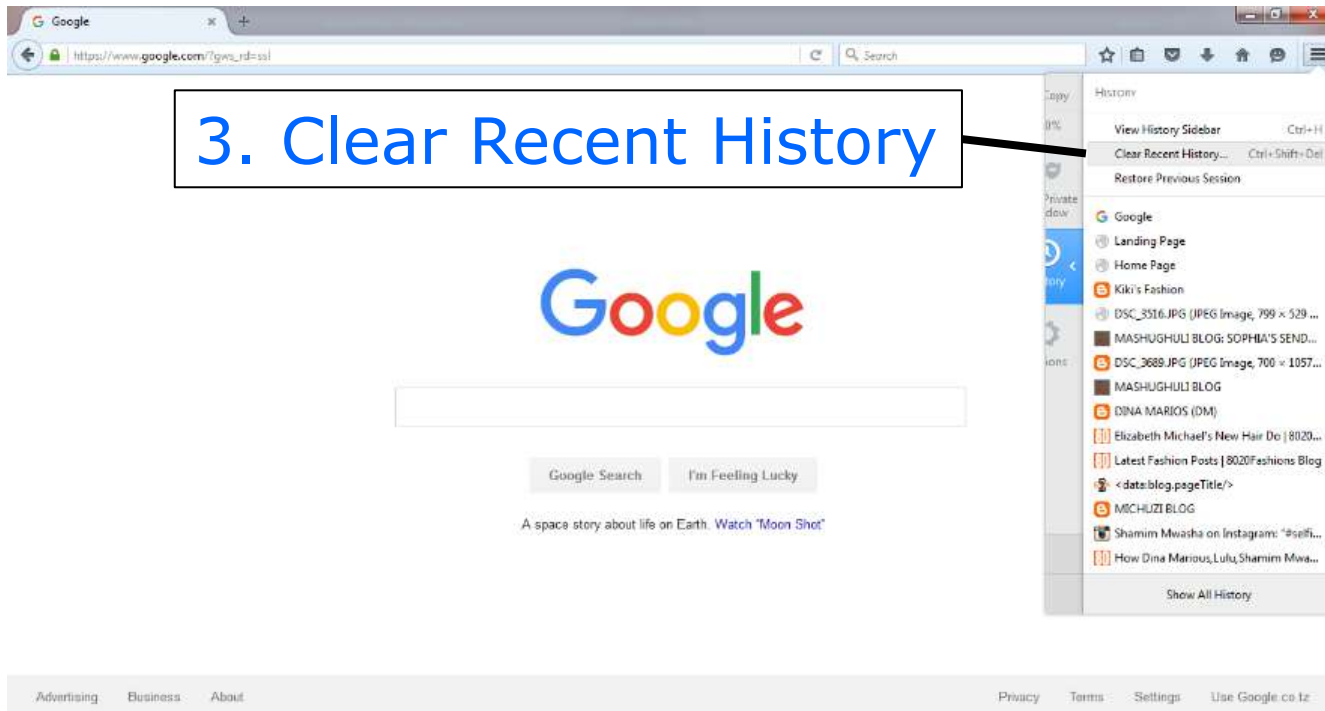 Google
https://www.google.com/?gws_rd=ssl
Search
3. Clear Recent History
Copy
Private
History
View History Sidebar Ctrl+H
Clear Recent History... Ctrl+Shift+Del
Restore Previous Session
Google
Landing Page
Home Page
Kiki's Fashion
DSC_3516.JPG (JPEG Image, 799 × 529 ...
MASHUGHULI BLOG: SOPHIA'S SEND...
DSC_3689.JPG (JPEG Image, 700 × 1057...
MASHUGHULI BLOG
DINA MARIOS (DM)
Elizabeth Michael's New Hair Do | 8020...
Latest Fashion Posts | 8020Fashions Blog
<data:blog.pageTitle/>
MICHUZI BLOG
Shamim Mwasha on Instagram: "#selfi...
How Dina Marious,Lulu,Shamim Mwa...
Show All History
Google
Google Search I'm Feeling Lucky
A space story about life on Earth. Watch "Moon Shot"
Advertising Business About Privacy Terms Settings Use Google.co.tz